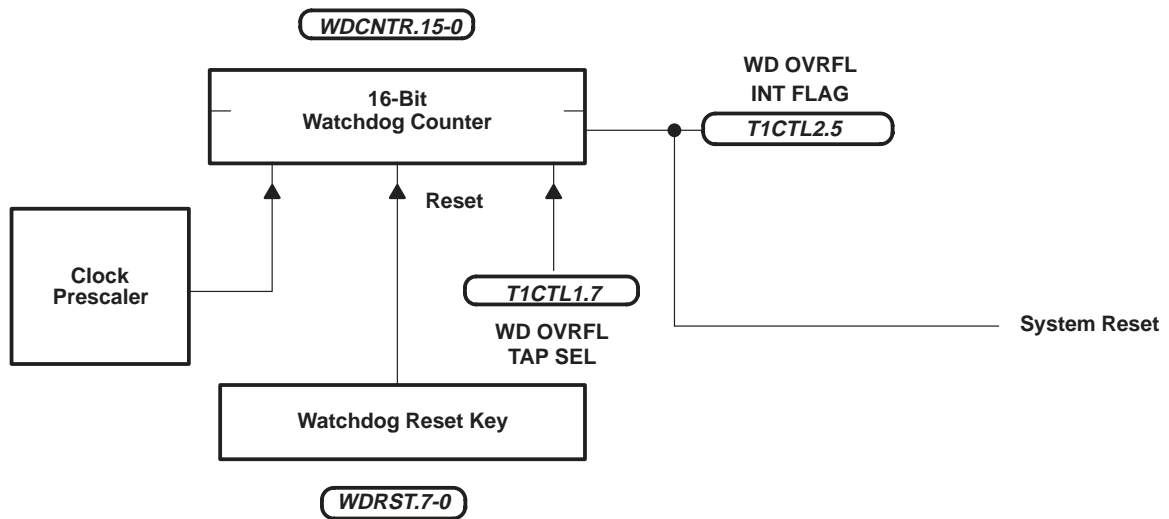 WDCNTR.15-0
16-Bit
Watchdog Counter
WD OVRFL
INT FLAG
T1CTL2.5
Reset
Clock
Prescaler
T1CTL1.7
WD OVRFL
TAP SEL
System Reset
Watchdog Reset Key
WDRST.7-0